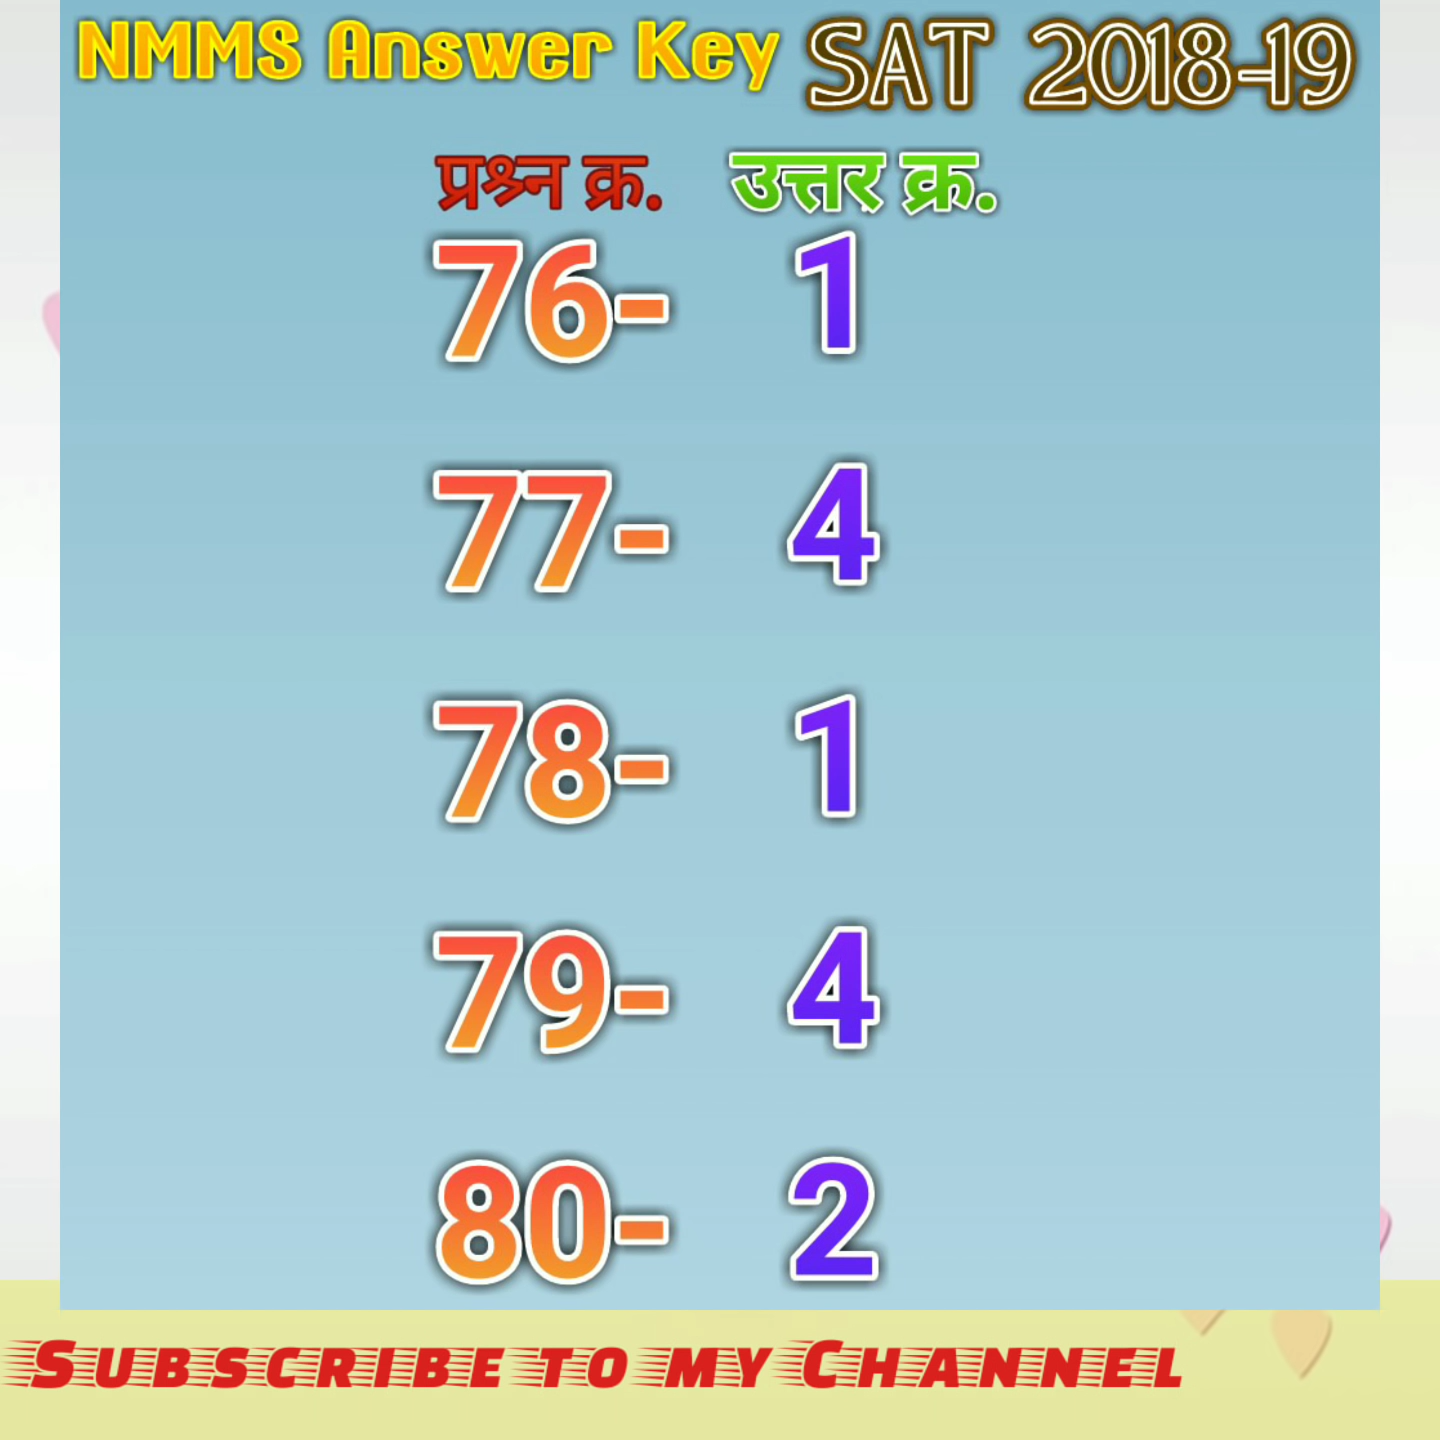 NMMS Answer Key SAT 2018-19
प्रश्न क्र. उत्तर क्र.
76- 1
77- 4
78- 1
79- 4
80- 2
Subscribe to my Channel